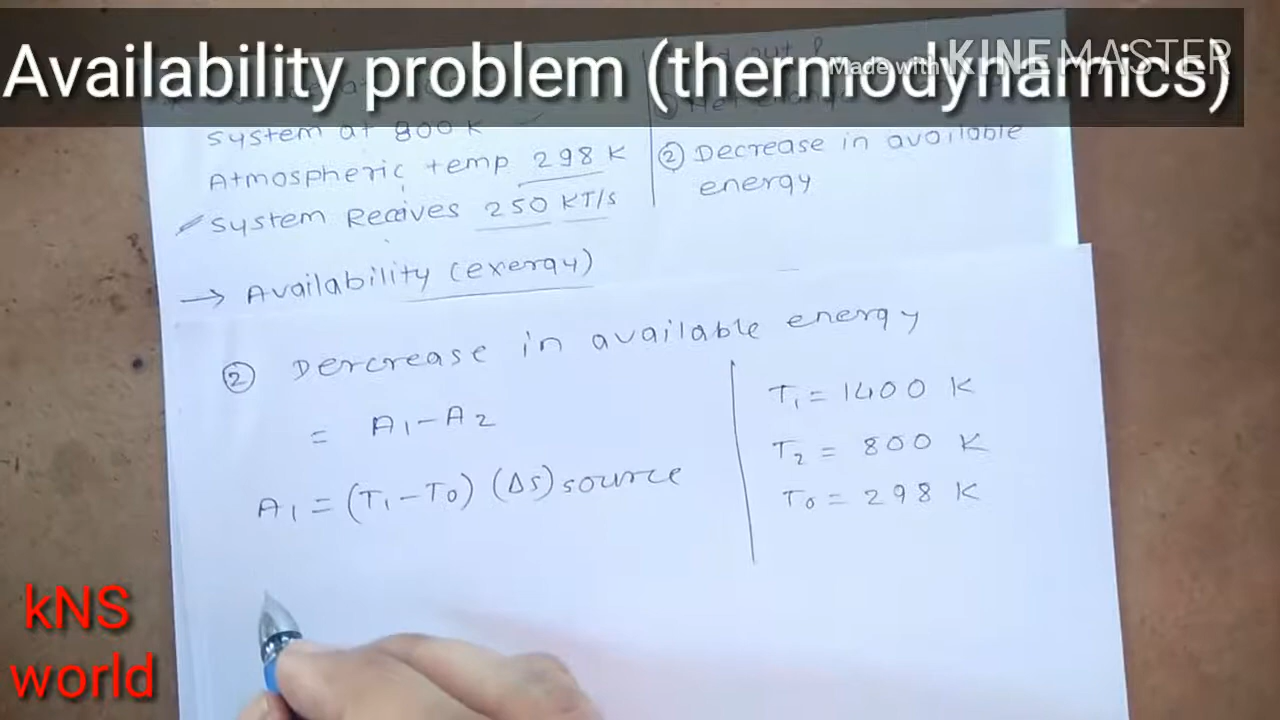 Availability problem (thermodynamics)
Made with KINEMASTER
System at 800 K
Atmospheric temp 298 K
System Receives 250 KJ/s
→ Availability (exergy)
② Decrease in available
energy
② Dercrease in available energy
= A₁ - A₂
A₁ = (T₁ - T₀) (Δs) source
T₁ = 1400 K
T₂ = 800 K
T₀ = 298 K
kNS
world